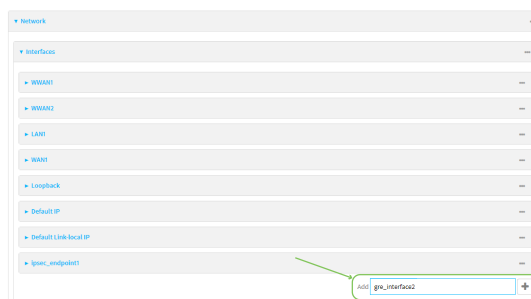 Network
Interfaces
WWAN1
WWAN2
LAN1
WAN1
Loopback
Default IP
Default Link-local IP
ipsec_endpoint1
Add gre_interface2